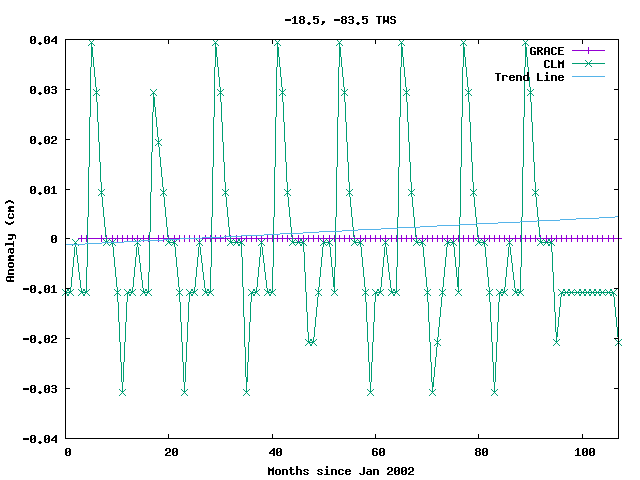 -18.5, -83.5 TWS
GRACE
CLM
Trend Line
0.04
0.03
0.02
0.01
0
-0.01
-0.02
-0.03
-0.04
Anomaly (cm)
0 20 40 60 80 100
Months since Jan 2002